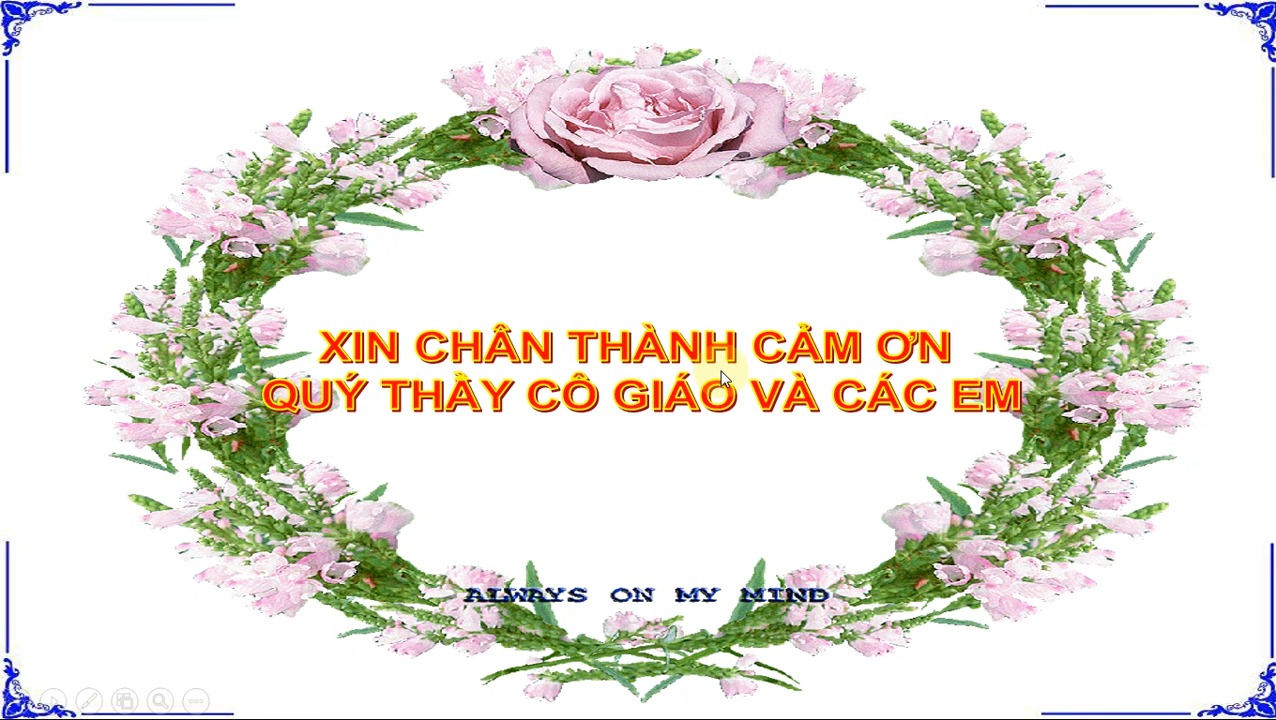 XIN CHÂN THÀNH CẢM ƠN
QUÝ THẦY CÔ GIÁO VÀ CÁC EM
ALWAYS ON MY MIND